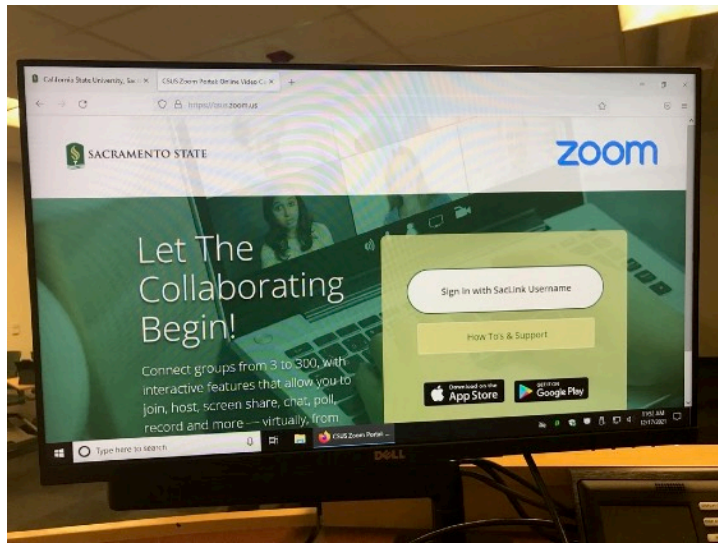 California State University, Sac
CSUS Zoom Portal: Online Video C
https://csus.zoom.us
SACRAMENTO STATE
zoom
Let The
Collaborating
Begin!
Connect groups from 3 to 300, with
interactive features that allow you to
join, host, screen share, chat, poll,
record and more — virtually, from
Sign In with SacLink Username
How To's & Support
Download on the
App Store
GET IT ON
Google Play
Type here to search
CSUS Zoom Portal - ...
12/17/2021
DELL